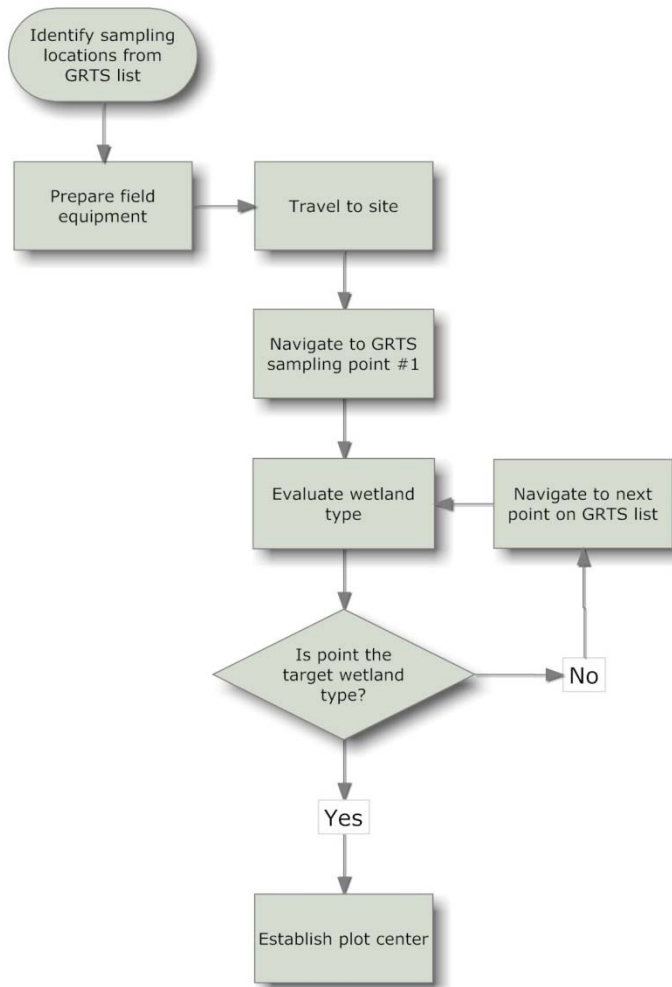 Identify sampling
locations from
GRTS list
Prepare field
equipment
Travel to site
Navigate to GRTS
sampling point #1
Evaluate wetland
type
Navigate to next
point on GRTS list
Is point the
target wetland
type?
No
Yes
Establish plot center